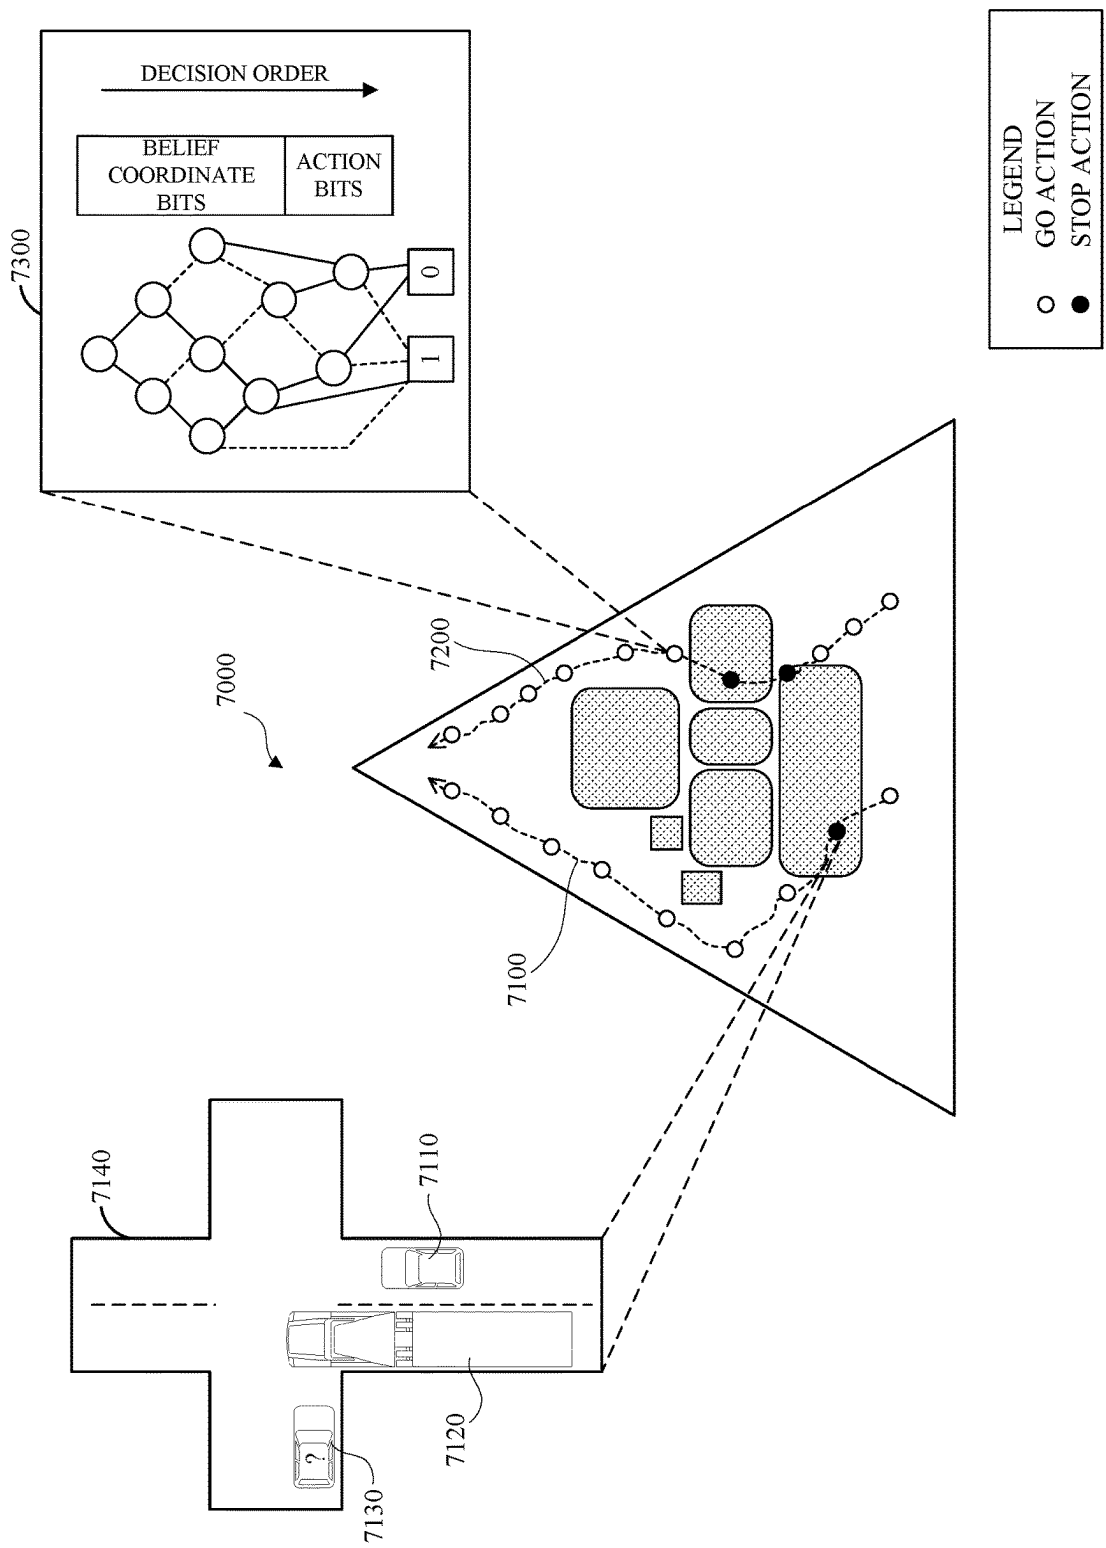 7140
7110
7120
7130
?
7000
7100
7200
7300
BELIEF
COORDINATE
BITS
ACTION
BITS
DECISION ORDER
1
0
LEGEND
GO ACTION
STOP ACTION